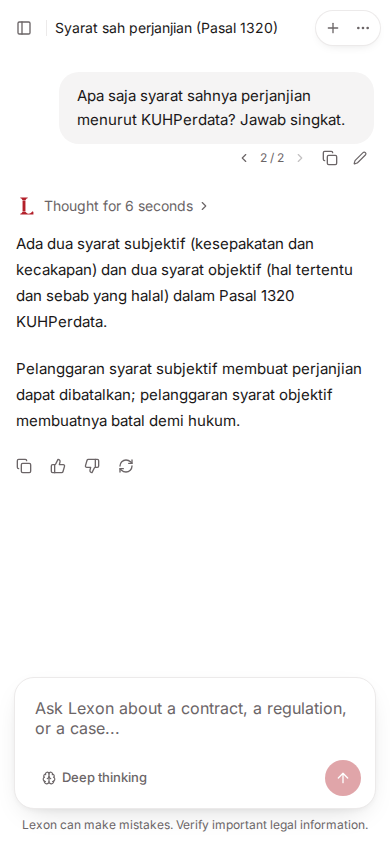 Syarat sah perjanjian (Pasal 1320)
Apa saja syarat sahnya perjanjian
menurut KUHPerdata? Jawab singkat.
2 / 2
L Thought for 6 seconds
Ada dua syarat subjektif (kesepakatan dan
kecakapan) dan dua syarat objektif (hal tertentu
dan sebab yang halal) dalam Pasal 1320
KUHPerdata.
Pelanggaran syarat subjektif membuat perjanjian
dapat dibatalkan; pelanggaran syarat objektif
membuatnya batal demi hukum.
Ask Lexon about a contract, a regulation,
or a case...
Deep thinking
Lexon can make mistakes. Verify important legal information.